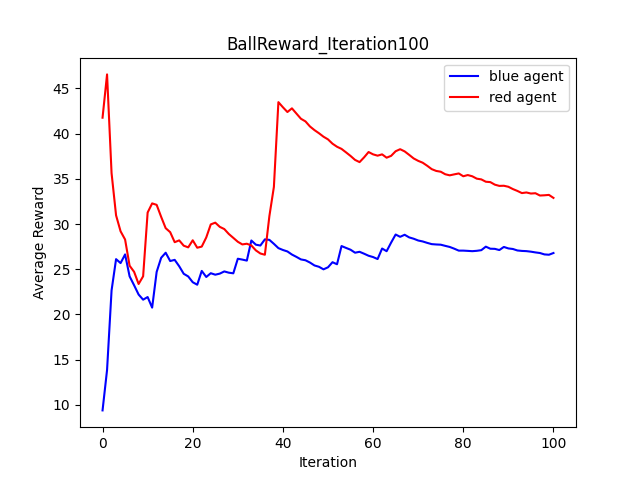 BallReward_Iteration100
blue agent
red agent
Average Reward
45
40
35
30
25
20
15
10
0 20 40 60 80 100
Iteration